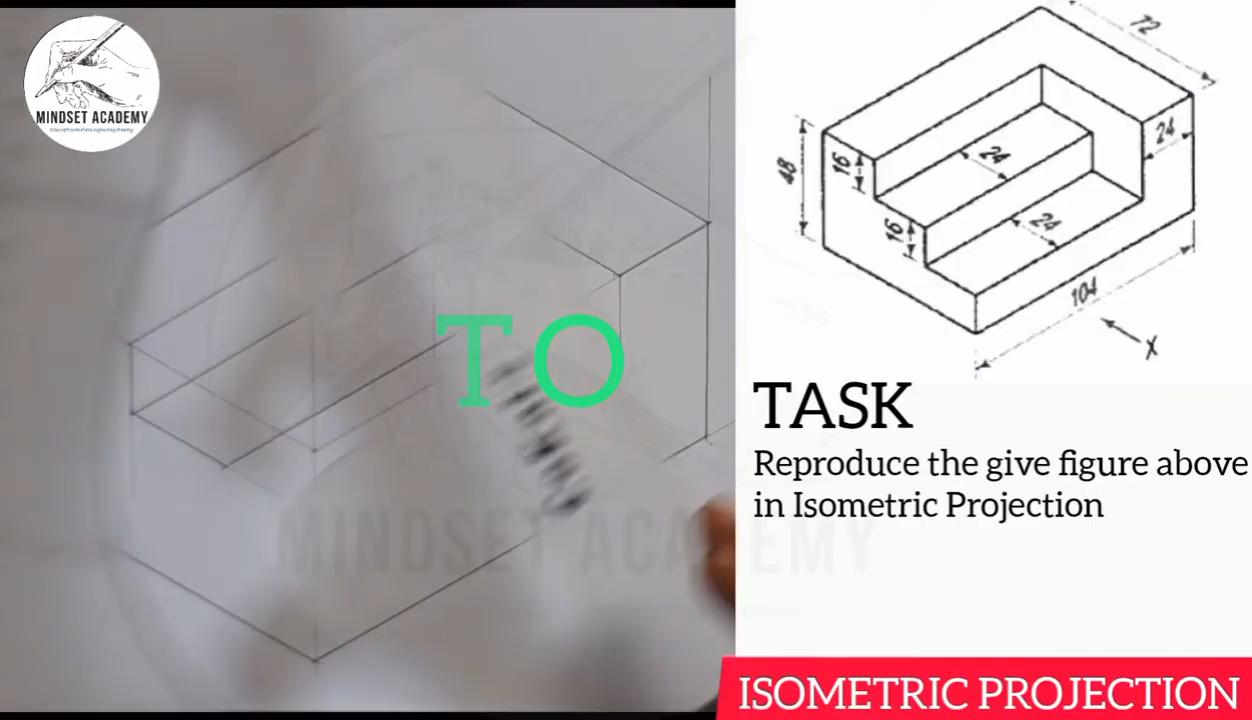 MINDSET ACADEMY
TO
MINDSET ACADEMY
72
24
16
24
48
16
24
104
X
TASK
Reproduce the give figure above
in Isometric Projection
ISOMETRIC PROJECTION